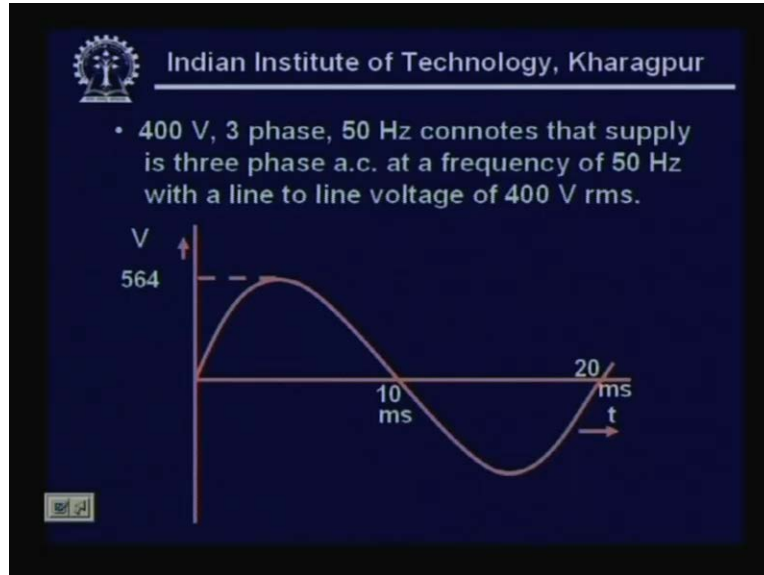 Indian Institute of Technology, Kharagpur
• 400 V, 3 phase, 50 Hz connotes that supply
is three phase a.c. at a frequency of 50 Hz
with a line to line voltage of 400 V rms.
V
564
10
ms
20
ms
t